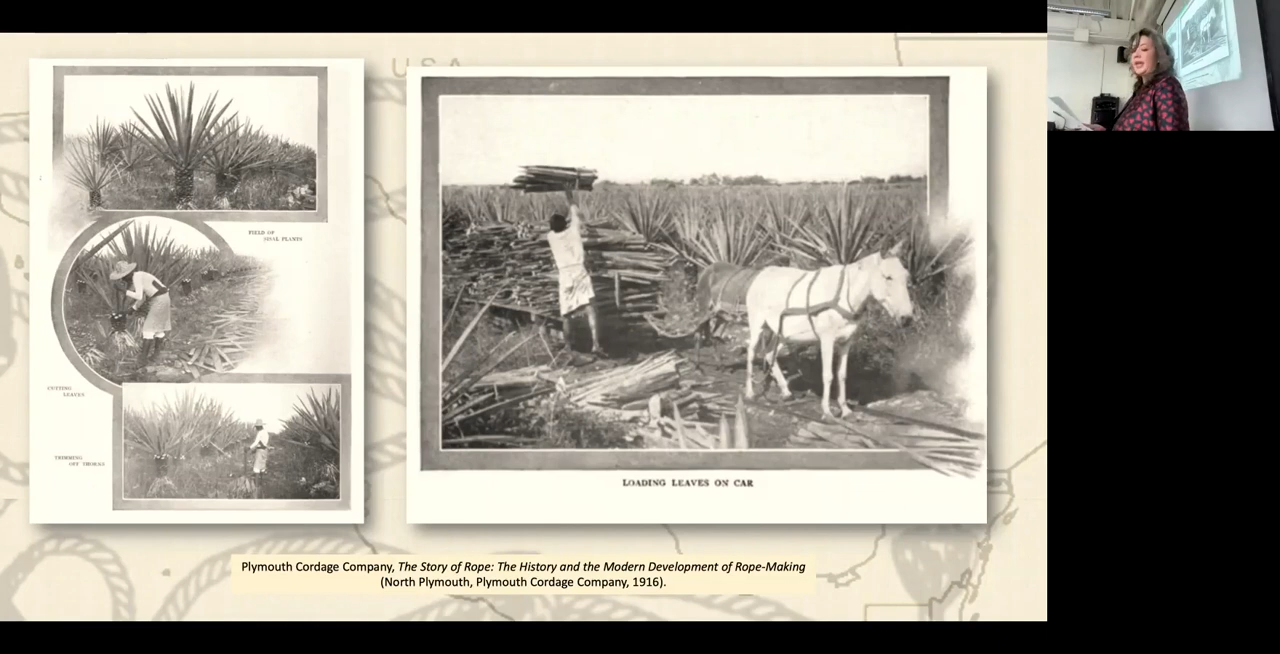 USA
FIELD OF
SISAL PLANTS
CUTTING
LEAVES
TRIMMING
OFF THORNS
LOADING LEAVES ON CAR
Plymouth Cordage Company, The Story of Rope: The History and the Modern Development of Rope-Making
(North Plymouth, Plymouth Cordage Company, 1916).